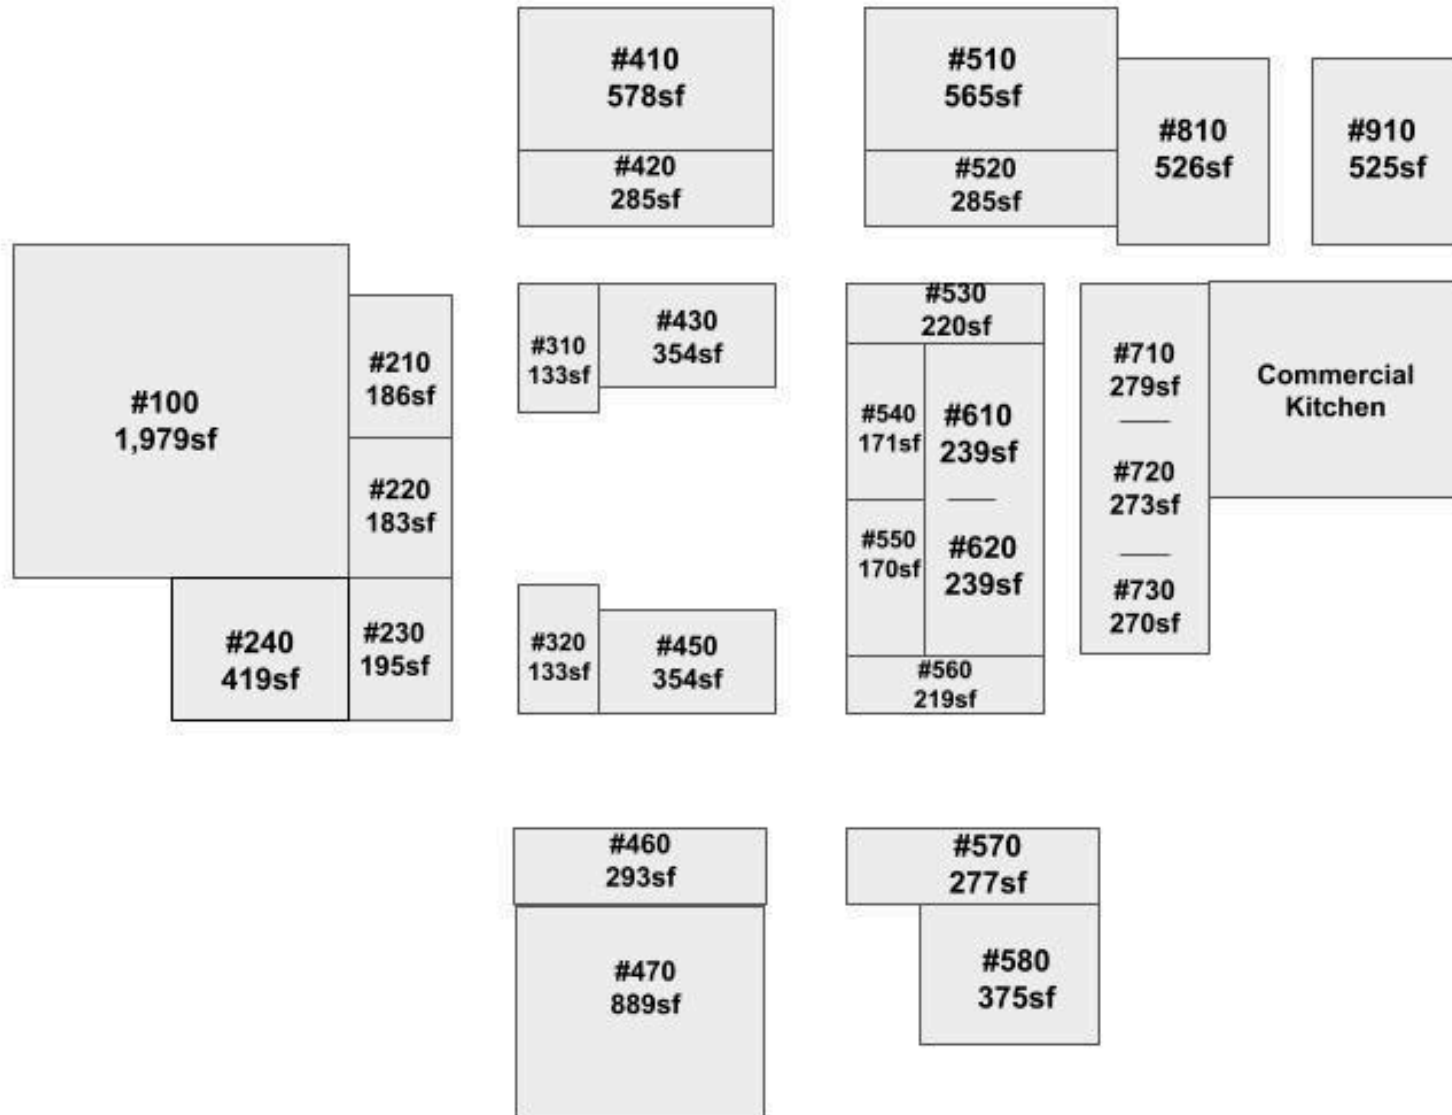 #410
578sf
#420
285sf
#510
565sf
#520
285sf
#810
526sf
#910
525sf
#100
1,979sf
#210
186sf
#220
183sf
#230
195sf
#240
419sf
#310
133sf
#430
354sf
#320
133sf
#450
354sf
#530
220sf
#540
171sf
#610
239sf
#550
170sf
#620
239sf
#560
219sf
#710
279sf
#720
273sf
#730
270sf
Commercial
Kitchen
#460
293sf
#470
889sf
#570
277sf
#580
375sf